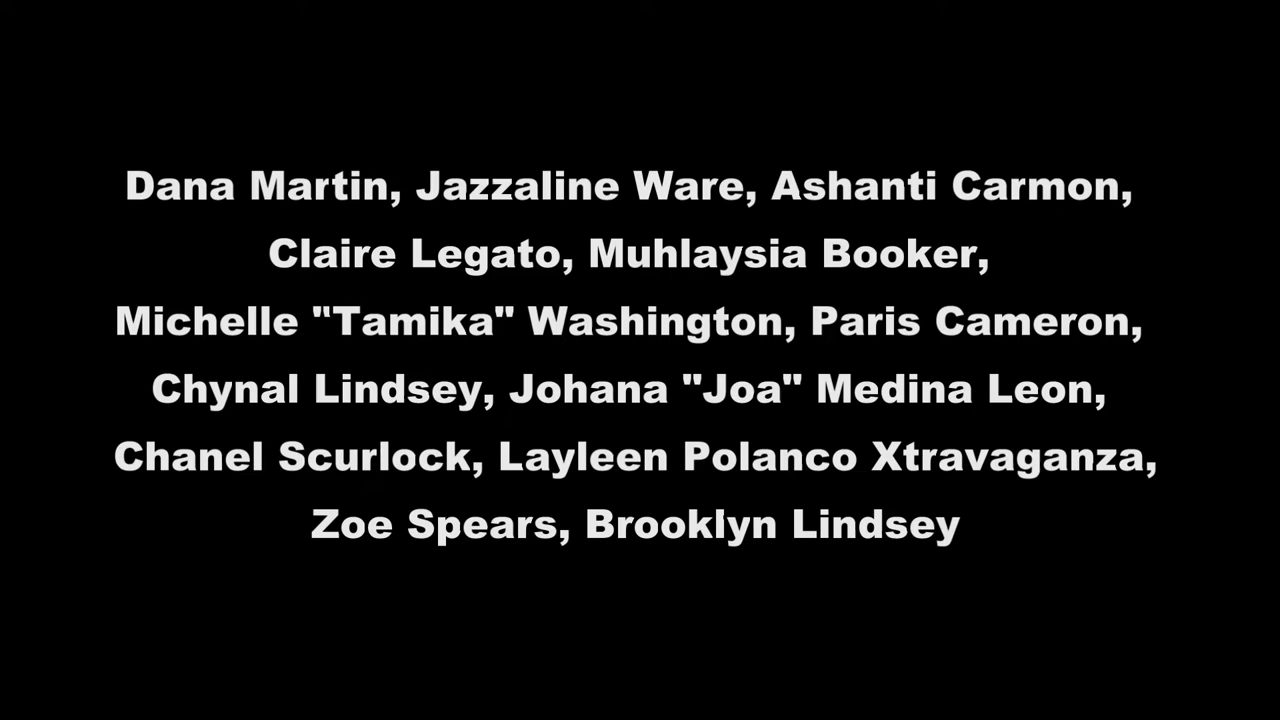 Dana Martin, Jazzaline Ware, Ashanti Carmon,
Claire Legato, Muhlaysia Booker,
Michelle "Tamika" Washington, Paris Cameron,
Chynal Lindsey, Johana "Joa" Medina Leon,
Chanel Scurlock, Layleen Polanco Xtravaganza,
Zoe Spears, Brooklyn Lindsey